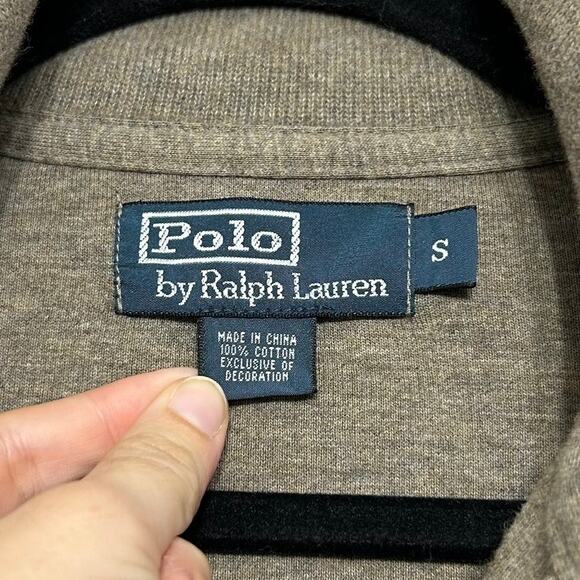 Polo
by Ralph Lauren
S
MADE IN CHINA
100% COTTON
EXCLUSIVE OF
DECORATION